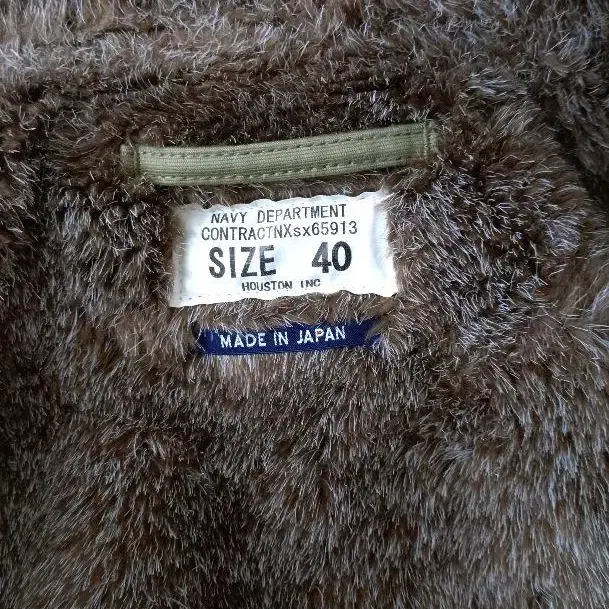 NAVY DEPARTMENT
CONTRACTNXsx65913
SIZE 40
HOUSTON INC
MADE IN JAPAN